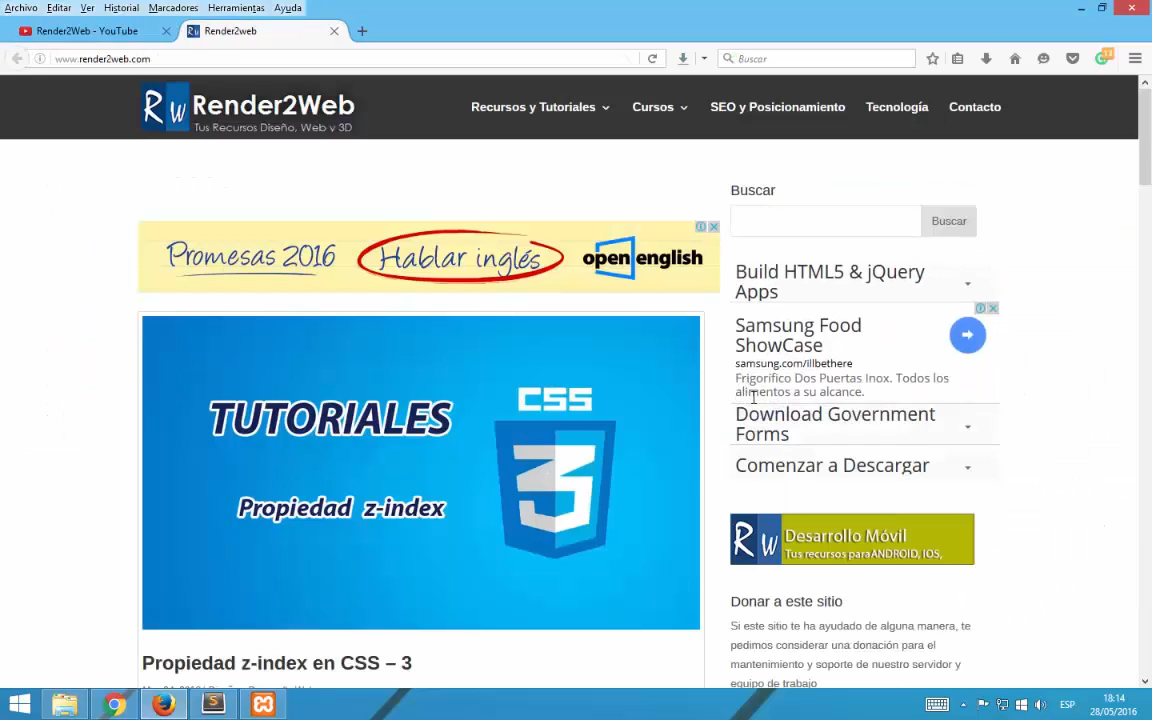 Archivo Editar Ver Historial Marcadores Herramientas Ayuda
Render2Web - YouTube
Render2web
www.render2web.com
Buscar
13
Rw Render2Web
Tus Recursos Diseño, Web y 3D
Recursos y Tutoriales
Cursos
SEO y Posicionamiento
Tecnología
Contacto
Buscar
Buscar
Promesas 2016 Hablar inglés open english
Build HTML5 & jQuery
Apps
Samsung Food
ShowCase
samsung.com/illbethere
Frigorífico Dos Puertas Inox. Todos los
alimentos a su alcance.
Download Government
Forms
Comenzar a Descargar
TUTORIALES
Propiedad z-index
CSS
3
Rw Desarrollo Móvil
Tus recursos para ANDROID, IOS,
Donar a este sitio
Si este sitio te ha ayudado de alguna manera, te
pedimos considerar una donación para el
mantenimiento y soporte de nuestro servidor y
equipo de trabajo
Propiedad z-index en CSS – 3
ESP
18:14
28/05/2016